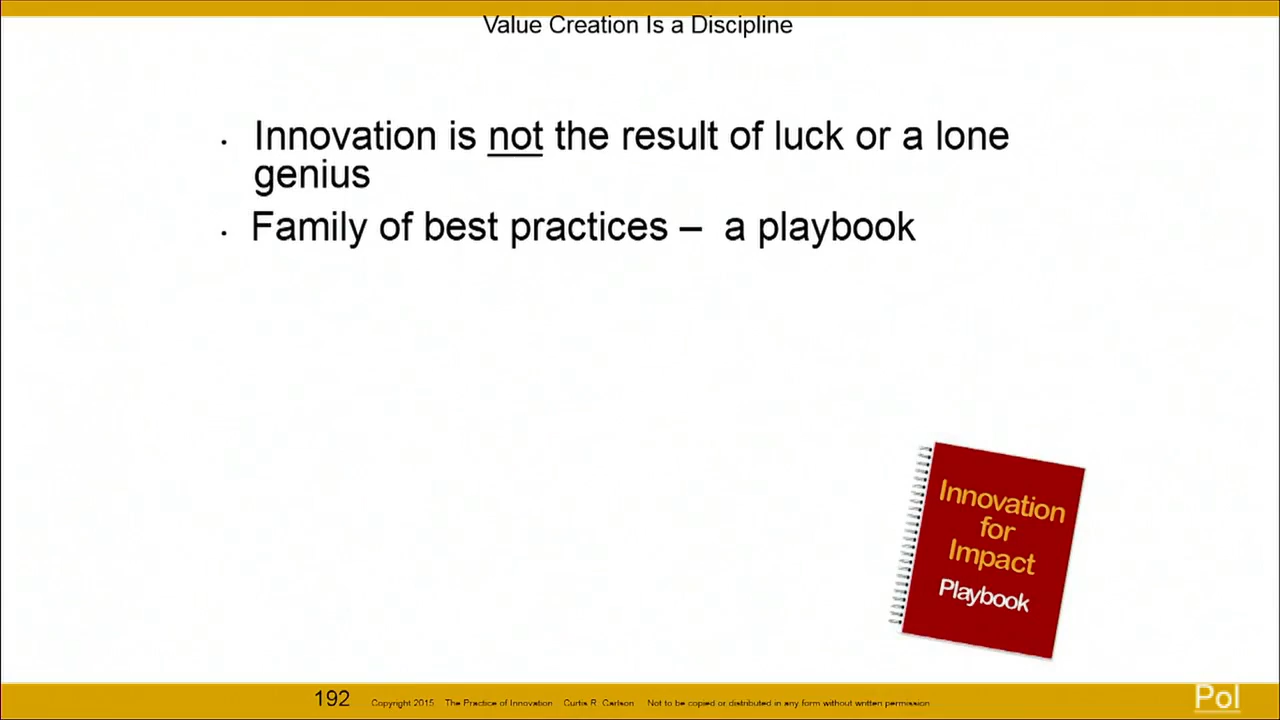 Value Creation Is a Discipline
· Innovation is not the result of luck or a lone
genius
· Family of best practices – a playbook
Innovation
for
Impact
Playbook
192 Copyright 2015 The Practice of Innovation Curtis R. Carlson Not to be copied or distributed in any form without written permission
Pol